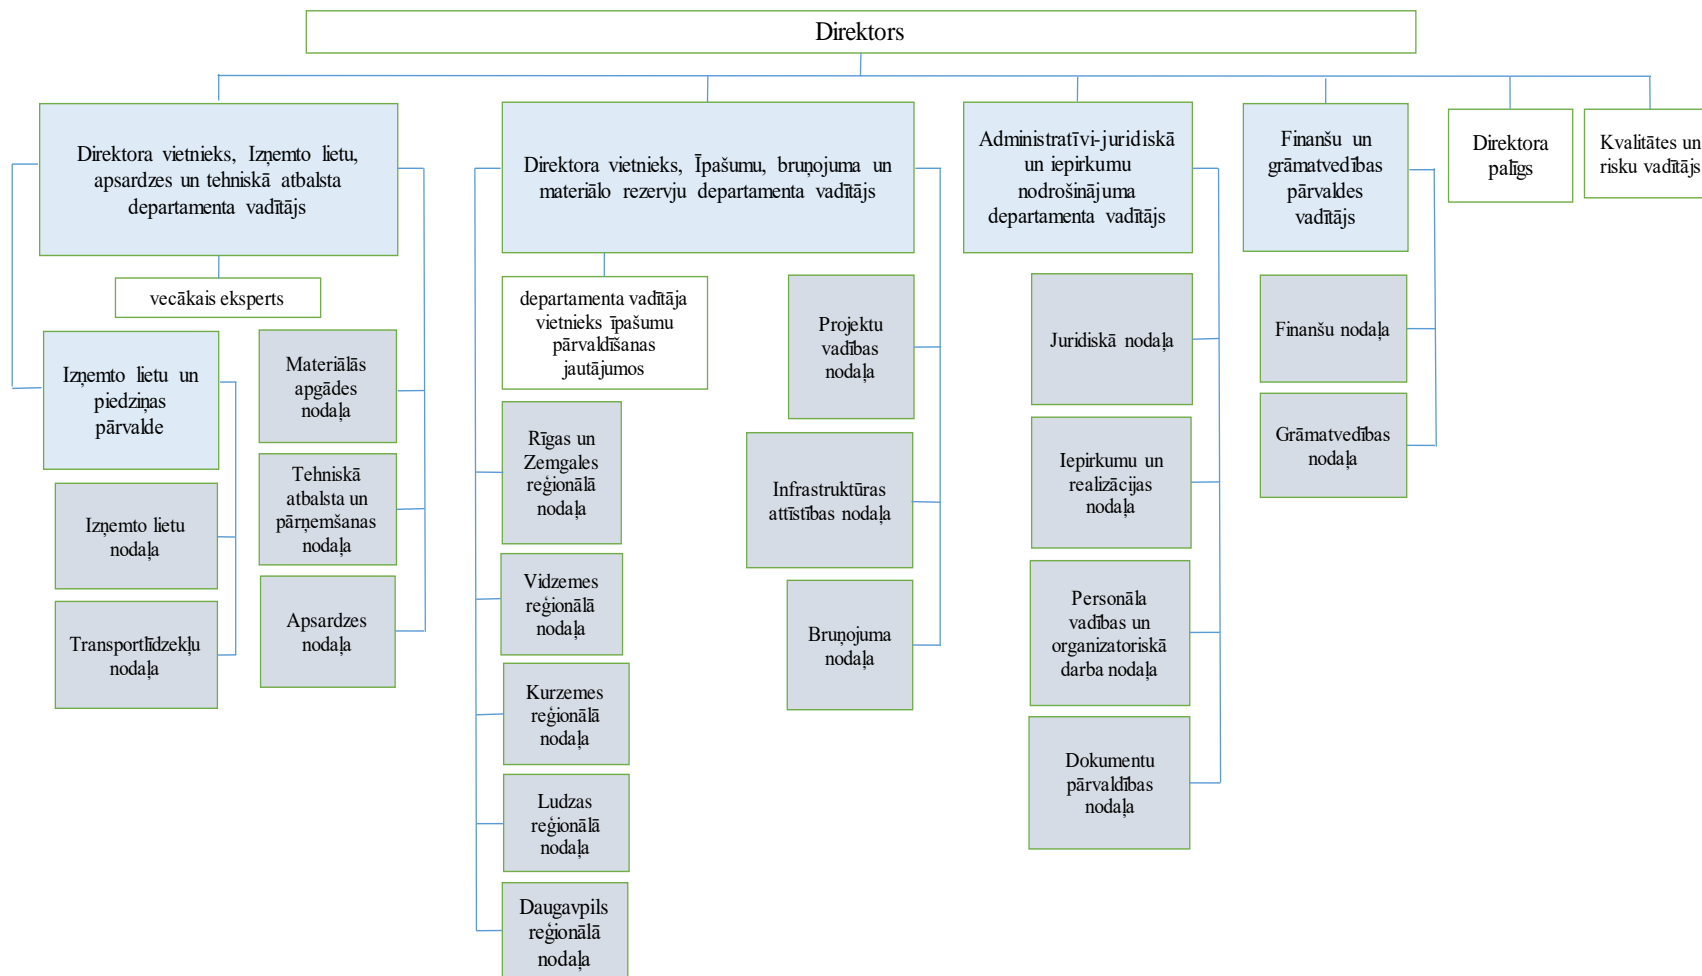 Direktors
Direktora vietnieks, Izņemto lietu,
apsardzes un tehniskā atbalsta
departamenta vadītājs
vecākais eksperts
Izņemto lietu un
piedziņas
pārvalde
Izņemto lietu
nodaļa
Transportlīdzekļu
nodaļa
Materiālās
apgādes
nodaļa
Tehniskā
atbalsta un
pārņemšanas
nodaļa
Apsardzes
nodaļa
Direktora vietnieks, Īpašumu, bruņojuma un
materiālo rezervju departamenta vadītājs
departamenta vadītāja
vietnieks īpašumu
pārvaldīšanas
jautājumos
Rīgas un
Zemgales
reģionālā
nodaļa
Vidzemes
reģionālā
nodaļa
Kurzemes
reģionālā
nodaļa
Ludzas
reģionālā
nodaļa
Daugavpils
reģionālā
nodaļa
Projektu
vadības
nodaļa
Infrastruktūras
attīstības nodaļa
Bruņojuma
nodaļa
Administratīvi-juridiskā
un iepirkumu
nodrošinājuma
departamenta vadītājs
Juridiskā nodaļa
Iepirkumu un
realizācijas
nodaļa
Personāla
vadības un
organizatoriskā
darba nodaļa
Dokumentu
pārvaldības
nodaļa
Finanšu un
grāmatvedības
pārvaldes
vadītājs
Finanšu nodaļa
Grāmatvedības
nodaļa
Direktora
palīgs
Kvalitātes un
risku vadītājs